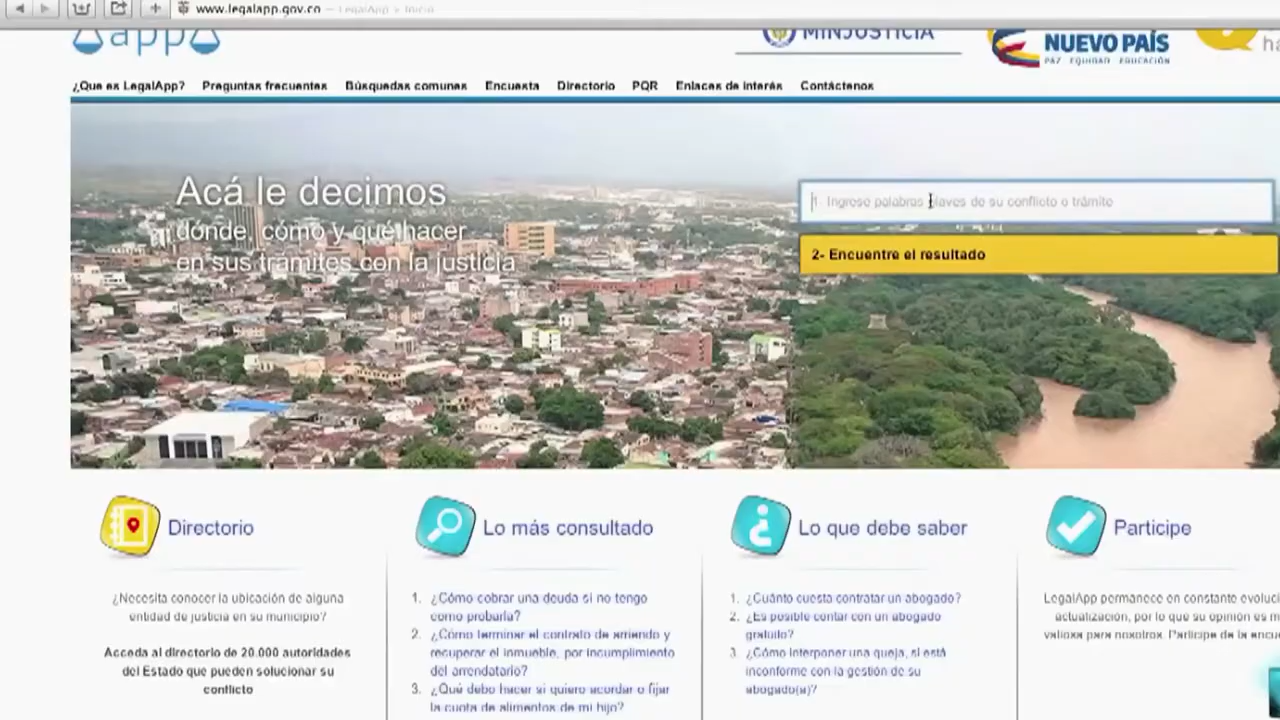 www.legalapp.gov.co — LegalApp » Inicio
app
MINJUSTICIA
NUEVO PAÍS
PAZ EQUIDAD EDUCACIÓN
¿Que es LegalApp? Preguntas frecuentes Búsquedas comunes Encuesta Directorio PQR Enlaces de interés Contáctenos
Acá le decimos
dónde, cómo y qué hacer
en sus trámites con la justicia
1. Ingrese palabras claves de su conflicto o trámite
2- Encuentre el resultado
Directorio
¿Necesita conocer la ubicación de alguna
entidad de justicia en su municipio?
Acceda al directorio de 20.000 autoridades
del Estado que pueden solucionar su
conflicto
Lo más consultado
1. ¿Cómo cobrar una deuda si no tengo
como probarla?
2. ¿Cómo terminar el contrato de arriendo y
recuperar el inmueble, por incumplimiento
del arrendatario?
3. ¿Qué debo hacer si quiero acordar o fijar
la cuota de alimentos de mi hijo?
Lo que debe saber
1. ¿Cuánto cuesta contratar un abogado?
2. ¿Es posible contar con un abogado
gratuito?
3. ¿Cómo interponer una queja, si está
inconforme con la gestión de su
abogado(a)?
Participe
LegalApp permanece en constante evoluci
actualización, por lo que su opinión es m
valiosa para nosotros. Participe de la encue